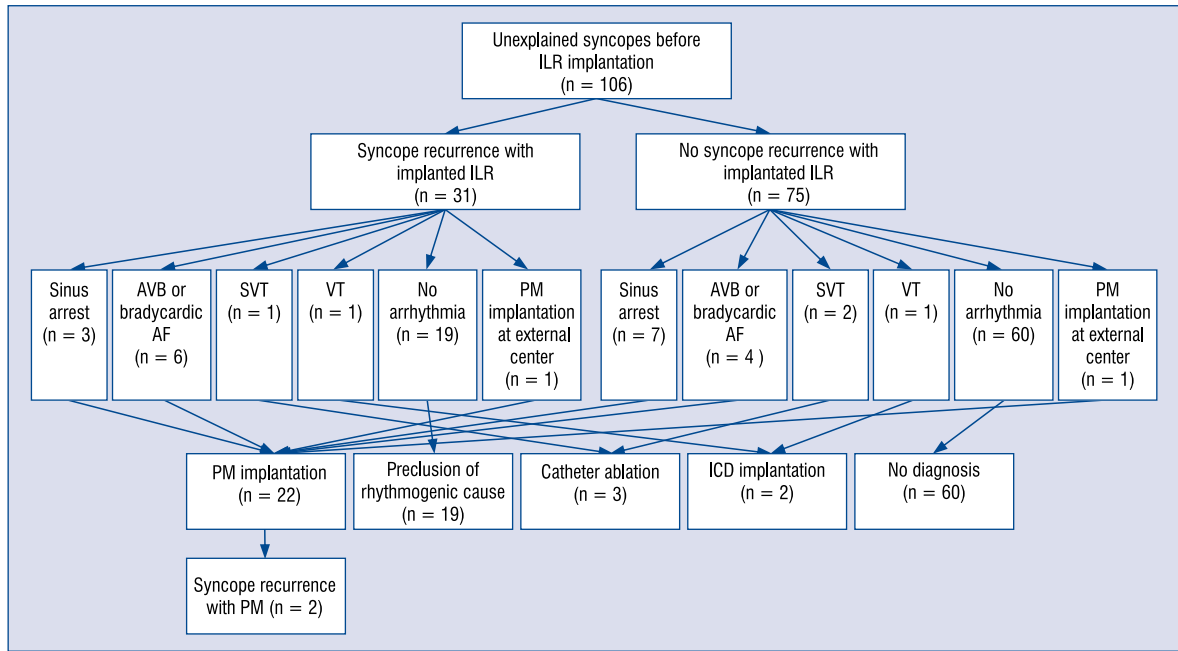 Unexplained syncopes before
ILR implantation
(n = 106)
Syncope recurrence with
implanted ILR
(n = 31)
No syncope recurrence with
implantated ILR
(n = 75)
Sinus
arrest
(n = 3)
AVB or
bradycardic
AF
(n = 6)
SVT
(n = 1)
VT
(n = 1)
No
arrhythmia
(n = 19)
PM
implantation
at external
center
(n = 1)
Sinus
arrest
(n = 7)
AVB or
bradycardic
AF
(n = 4 )
SVT
(n = 2)
VT
(n = 1)
No
arrhythmia
(n = 60)
PM
implantation
at external
center
(n = 1)
PM implantation
(n = 22)
Preclusion of
rhythmogenic cause
(n = 19)
Catheter ablation
(n = 3)
ICD implantation
(n = 2)
No diagnosis
(n = 60)
Syncope recurrence
with PM (n = 2)